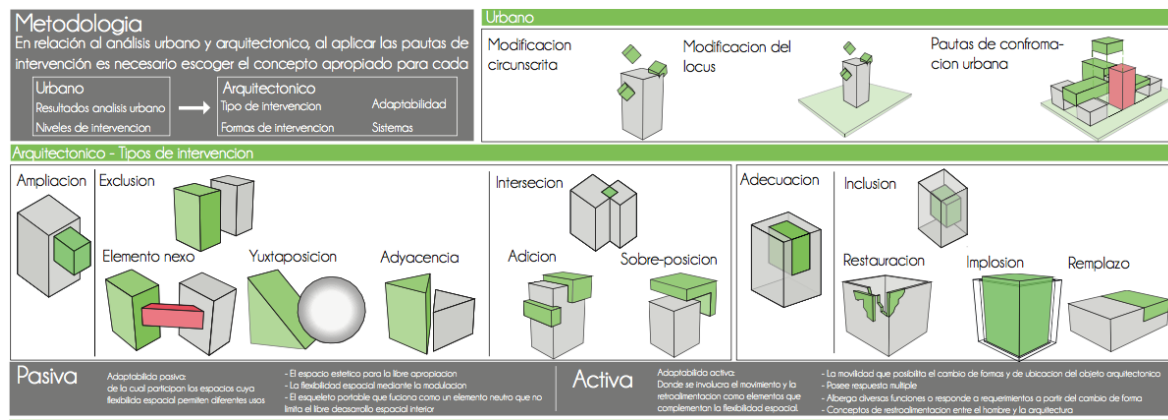 Metodologia
En relación al análisis urbano y arquitectonico, al aplicar las pautas de
intervención es necesario escoger el concepto apropiado para cada
Urbano
Resultados analisis urbano
Niveles de intervencion
Arquitectonico
Tipo de intervencion
Adaptabilidad
Formas de intervencion
Sistemas
Urbano
Modificacion
circunscrita
Modificacion del
locus
Pautas de confroma-
cion urbana
Arquitectonico - Tipos de intervencion
Ampliacion
Exclusion
Elemento nexo
Yuxtaposicion
Adyacencia
Intersecion
Adicion
Sobre-posicion
Adecuacion
Inclusion
Restauracion
Implosion
Remplazo
Pasiva
Adaptabilida pasiva:
de la cual participan los espacios cuya
flexibilida espacial permiten diferentes usos
- El espacio estetico para la libre apropiacion
- La flexibilidad espacial mediante la modulacion
- El esqueleto portable que fuciona como un elemento neutro que no
limita el libre deasrollo espacial interior
Activa
Adaptabilida activa:
Donde se involucra el movimiento y la
retroalimentacion como elementos que
complementan la flexibilidad espacial.
- La movilidad que posibilita el cambio de formas y de ubicacion del objeto arquitectonico
- Posee respuesta multiple
- Alberga diversas funciones o responde a requerimientos a partir del cambio de forma
- Conceptos de restroalimentacion entre el hombre y la arquitectura